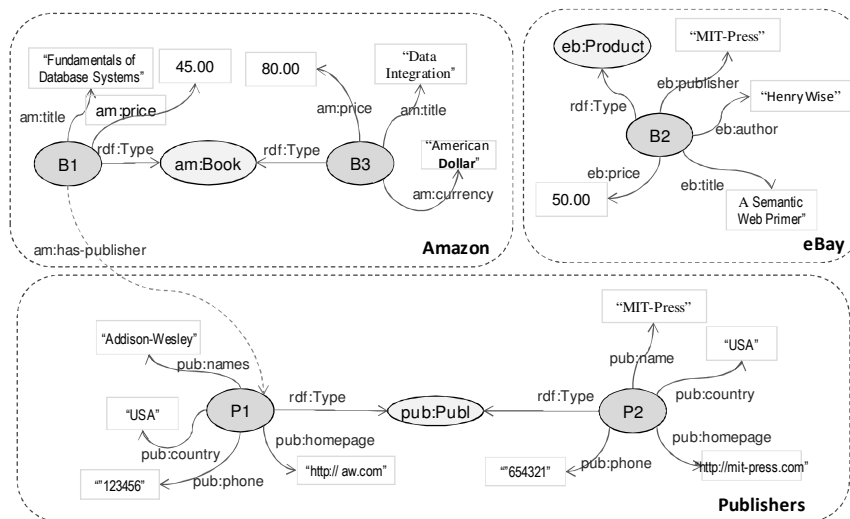 “Fundamentals of
Database Systems”
45.00
80.00
“Data
Integration”
am:title
am:price
am:price
am:title
B1
rdf:Type
am:Book
rdf:Type
B3
“American
Dollar”
am:currency
am:has-publisher
Amazon
eb:Product
“MIT-Press”
eb:publisher
rdf:Type
“Henry Wise”
B2
eb:author
eb:price
eb:title
50.00
A Semantic
Web Primer”
eBay
“Addison-Wesley”
pub:names
“MIT-Press”
pub:name
“USA”
rdf:Type
rdf:Type
pub:country
P1
pub:Publ
P2
“USA”
pub:homepage
pub:homepage
pub:country
“http:// aw.com”
http://mit-press.com”
“”123456”
pub:phone
“”654321”
pub:phone
Publishers